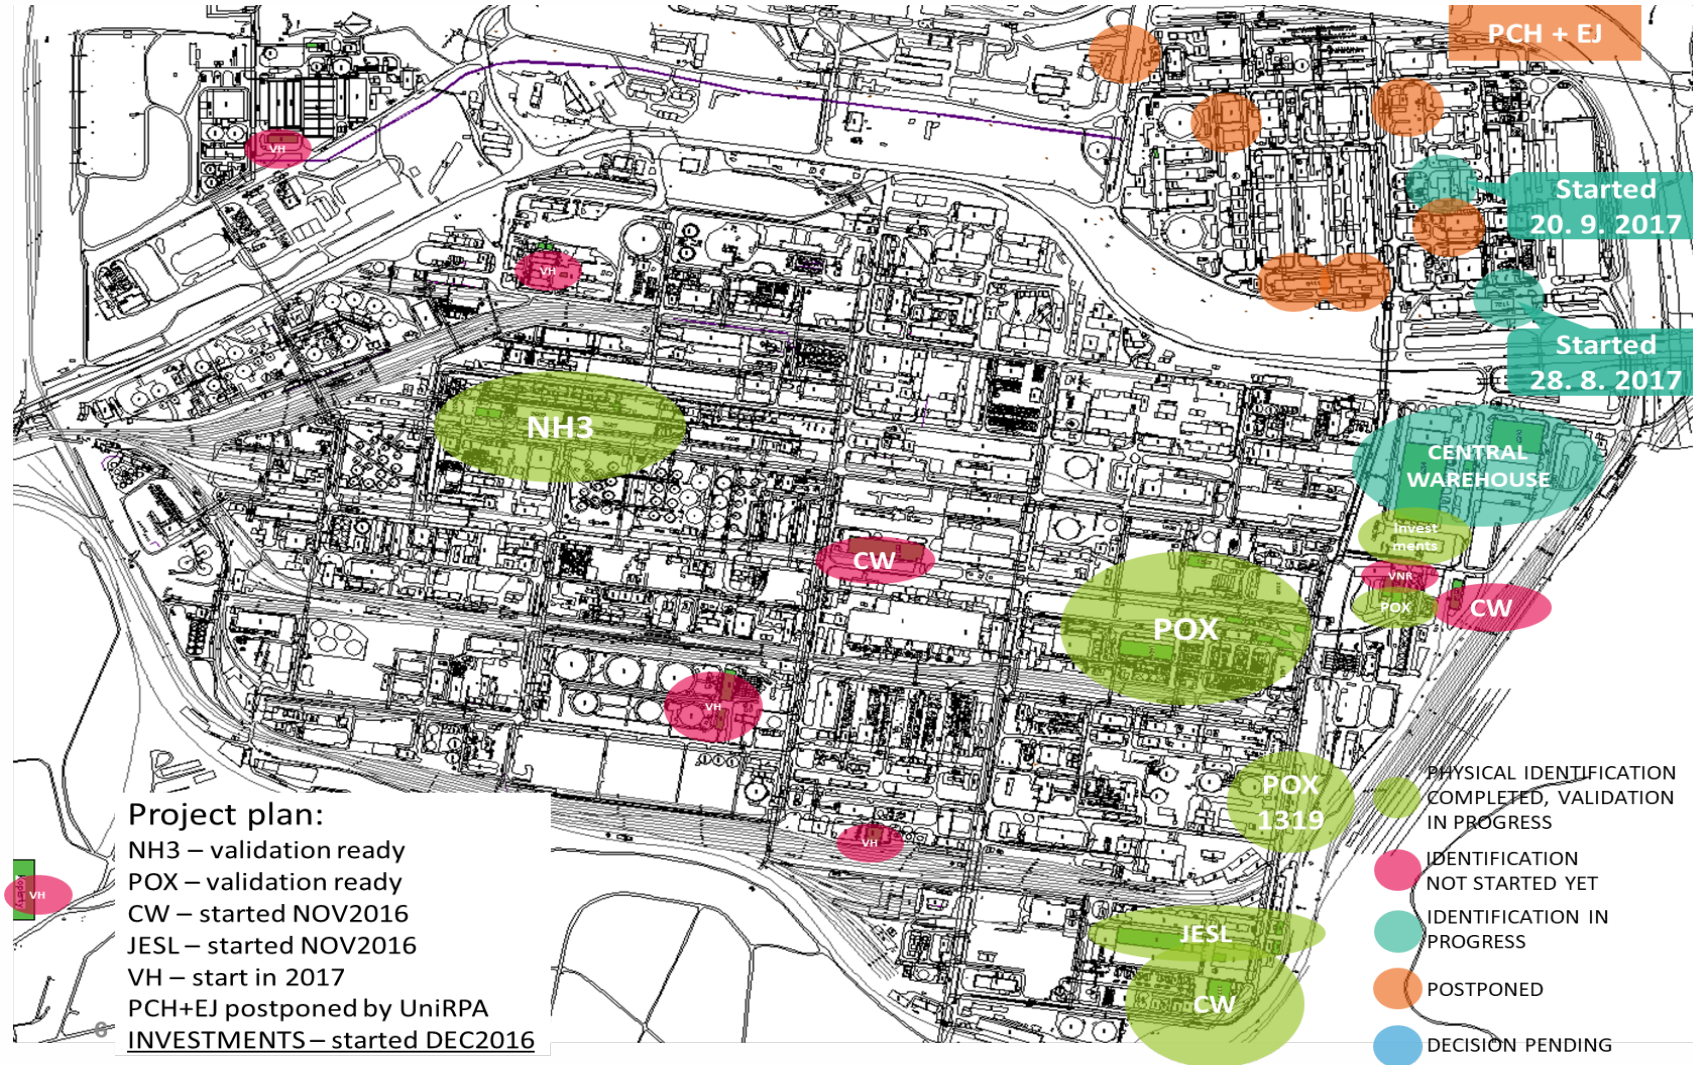 PCH + EJ
VH
Started
20. 9. 2017
VH
Started
28. 8. 2017
NH3
CENTRAL
WAREHOUSE
Invest
ments
CW
VNR
POX
CW
POX
VH
POX
1319
VH
VH
JESL
CW
Project plan:
NH3 – validation ready
POX – validation ready
CW – started NOV2016
JESL – started NOV2016
VH – start in 2017
PCH+EJ postponed by UniRPA
INVESTMENTS – started DEC2016
6
PHYSICAL IDENTIFICATION
COMPLETED, VALIDATION
IN PROGRESS
IDENTIFICATION
NOT STARTED YET
IDENTIFICATION IN
PROGRESS
POSTPONED
DECISION PENDING